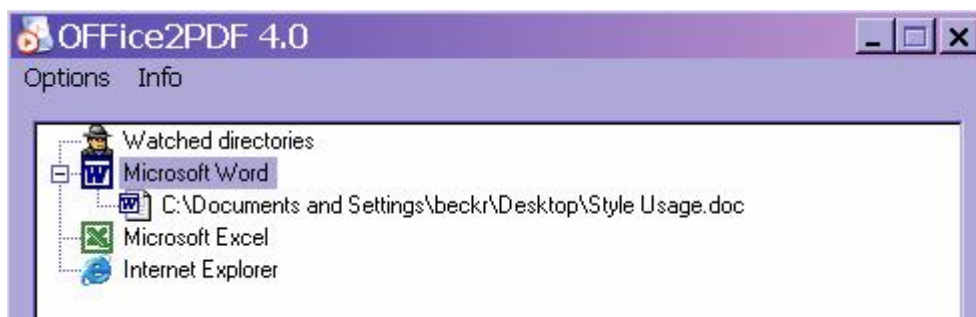 OFFice2PDF 4.0
Options Info
Watched directories
Microsoft Word
C:\Documents and Settings\beckr\Desktop\Style Usage.doc
Microsoft Excel
Internet Explorer